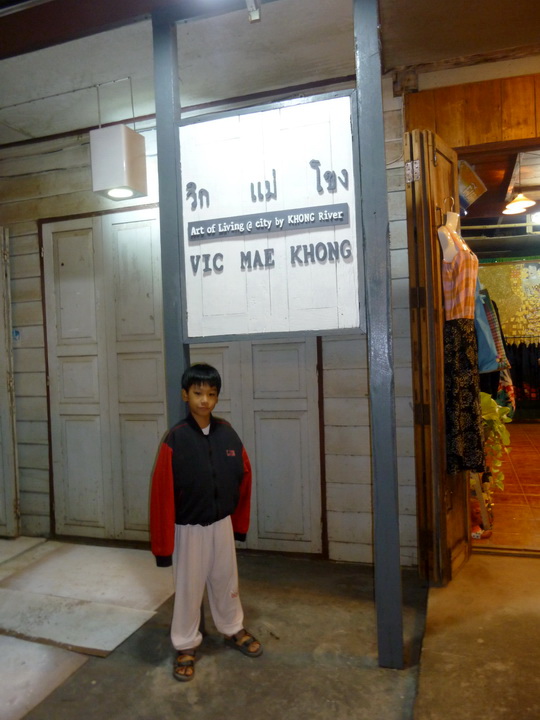 วิก แม่ โขง
Art of Living @ city by KHONG River
VIC MAE KHONG